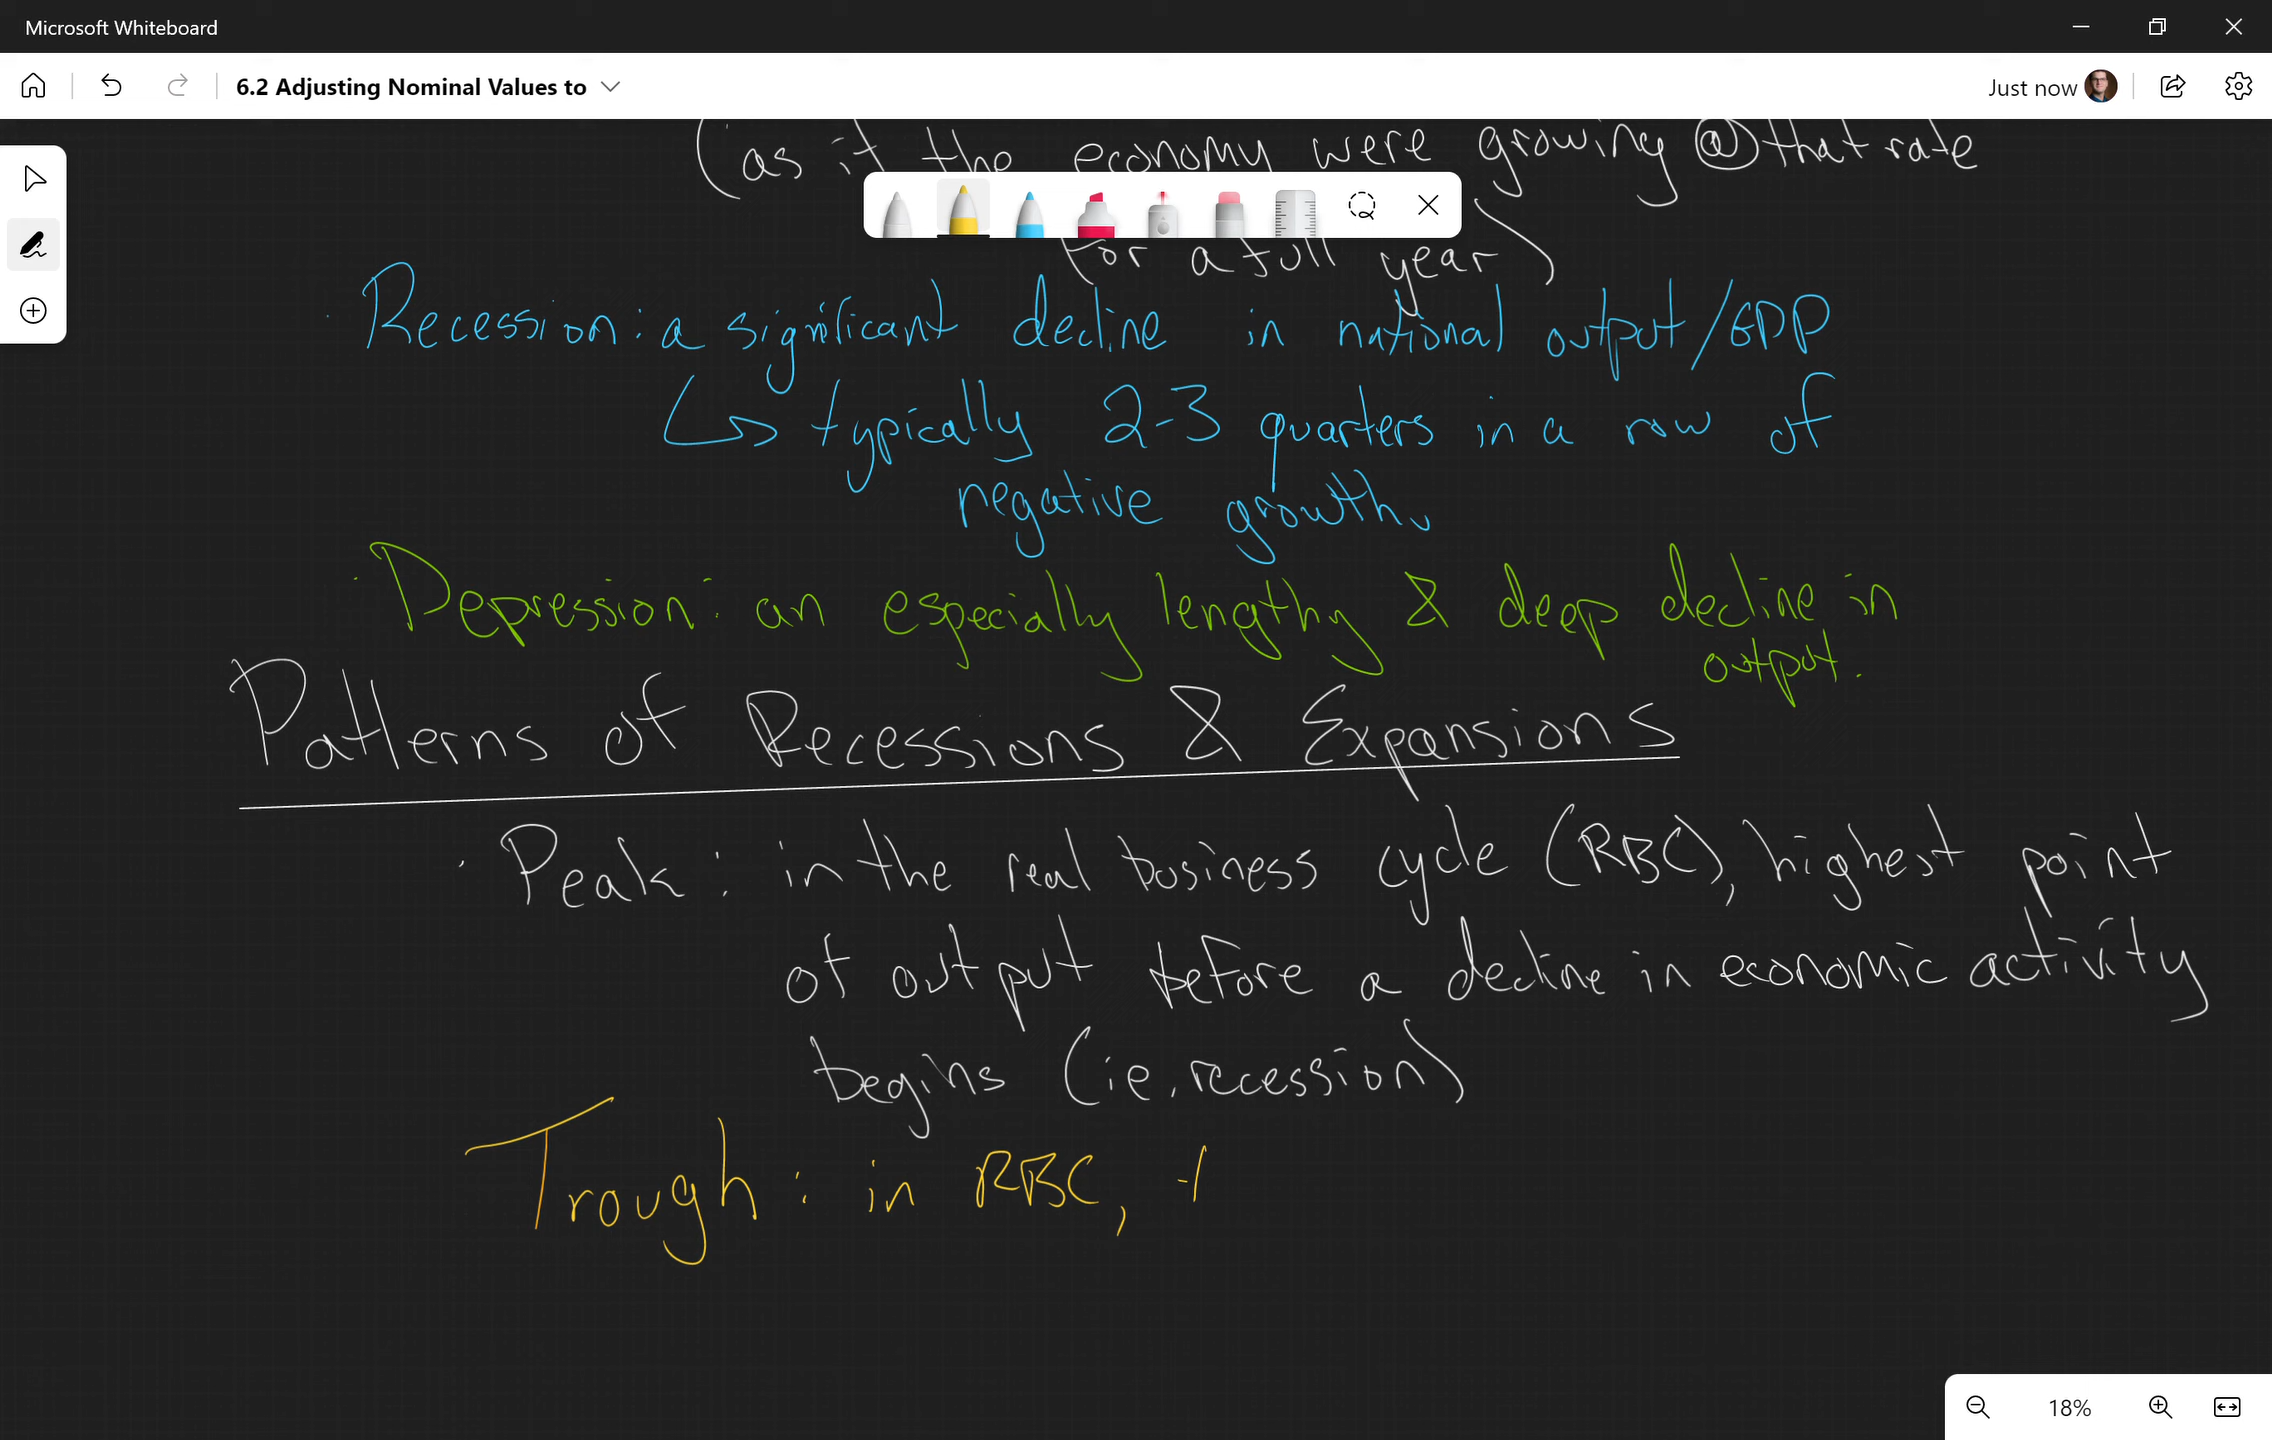 Microsoft Whiteboard
6.2 Adjusting Nominal Values to
Just now
(as if the economy were growing @ that rate
for a full year)
· Recession: a significant decline in national output/GDP
↳ typically 2-3 quarters in a row of
negative growth.
· Depression: an especially lengthy & deep decline in
output.
Patterns of Recessions & Expansions
· Peak: in the real business cycle (RBC), highest point
of output before a decline in economic activity
begins (ie, recession)
Trough: in RBC,
18%